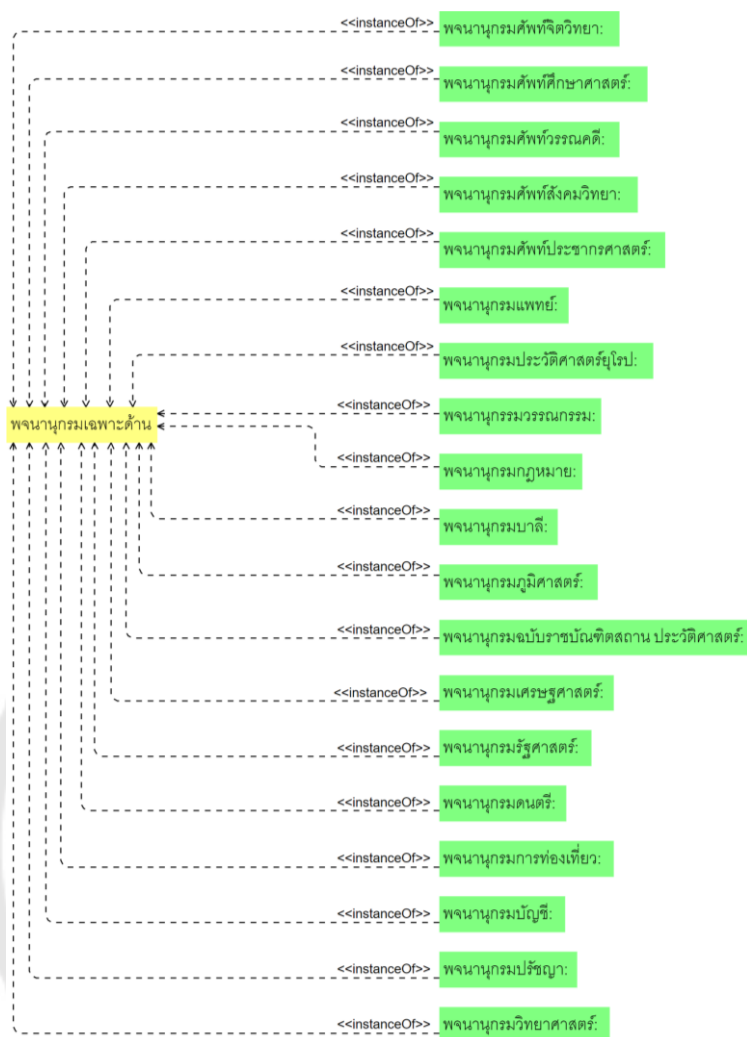 <<instanceOf>> พจนานุกรมศัพท์จิตวิทยา:
<<instanceOf>> พจนานุกรมศัพท์ศึกษาศาสตร์:
<<instanceOf>> พจนานุกรมศัพท์วรรณคดี:
<<instanceOf>> พจนานุกรมศัพท์สังคมวิทยา:
<<instanceOf>> พจนานุกรมศัพท์ประชากรศาสตร์:
<<instanceOf>> พจนานุกรมแพทย์:
<<instanceOf>> พจนานุกรมประวัติศาสตร์ยุโรป:
<<instanceOf>> พจนานุกรรมวรรณกรรม:
พจนานุกรมเฉพาะด้าน
<<instanceOf>> พจนานุกรมกฎหมาย:
<<instanceOf>> พจนานุกรมบาลี:
<<instanceOf>> พจนานุกรมภูมิศาสตร์:
<<instanceOf>> พจนานุกรมฉบับราชบัณฑิตสถาน ประวัติศาสตร์:
<<instanceOf>> พจนานุกรมเศรษฐศาสตร์:
<<instanceOf>> พจนานุกรมรัฐศาสตร์:
<<instanceOf>> พจนานุกรมดนตรี:
<<instanceOf>> พจนานุกรมการท่องเที่ยว:
<<instanceOf>> พจนานุกรมบัญชี:
<<instanceOf>> พจนานุกรมปรัชญา:
<<instanceOf>> พจนานุกรมวิทยาศาสตร์: